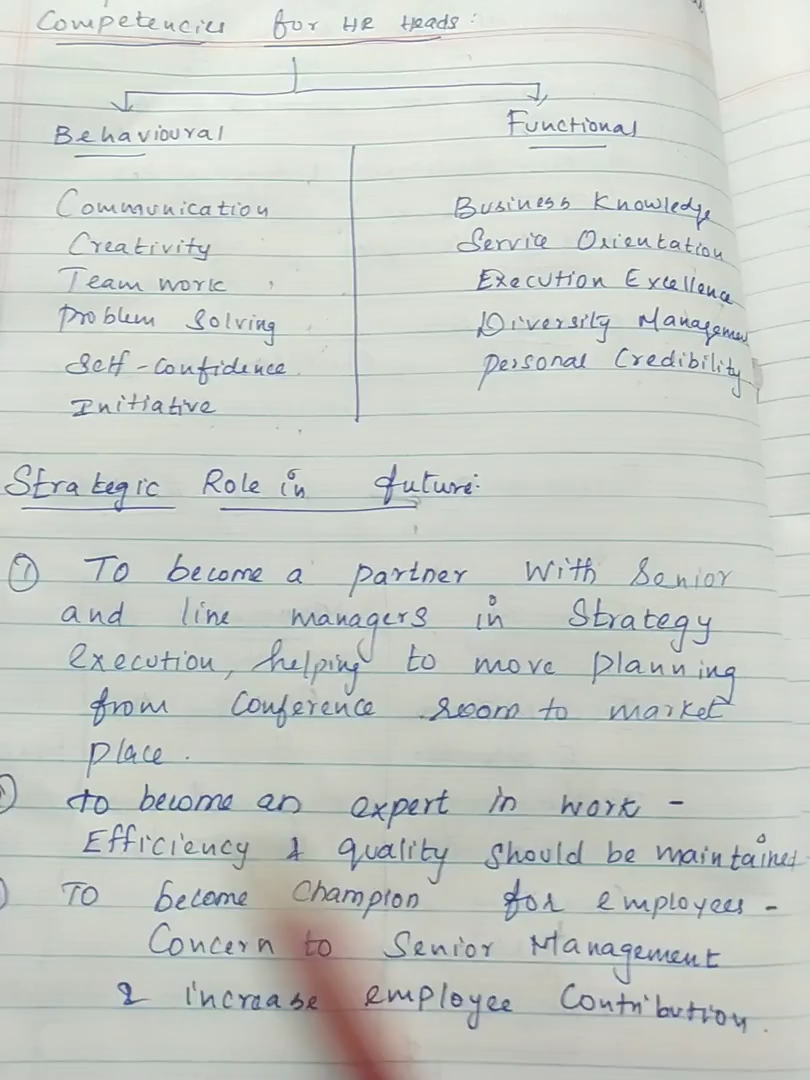 Competencies for HR Heads:
Behavioural
Communication
Creativity
Team work
Problem Solving
Self-Confidence
Initiative
Functional
Business Knowledge
Service Orientation
Execution Excellence
Diversity Managemen
Personal Credibility
Strategic Role in future:
① To become a partner with Senior
and line managers in Strategy
execution, helping to move planning
from Conference room to market
place.
to become an expert in work -
Efficiency & quality should be maintained
To become Champion for employees -
Concern to Senior Management
& increase employee Contribution.